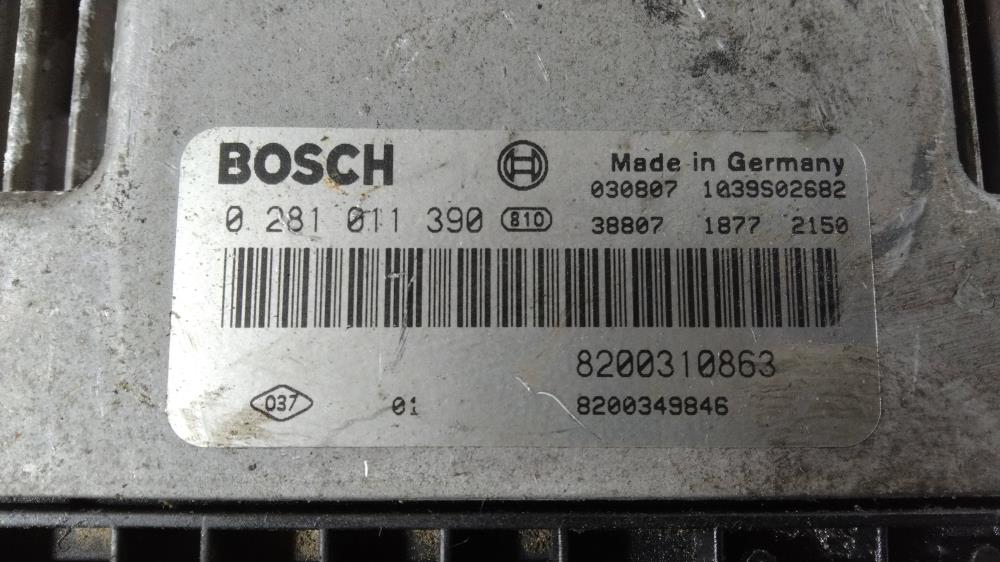 BOSCH
Made in Germany
030807 1039S02682
0 281 011 390 810
38807 1877 2150
8200310863
037 01 8200349846